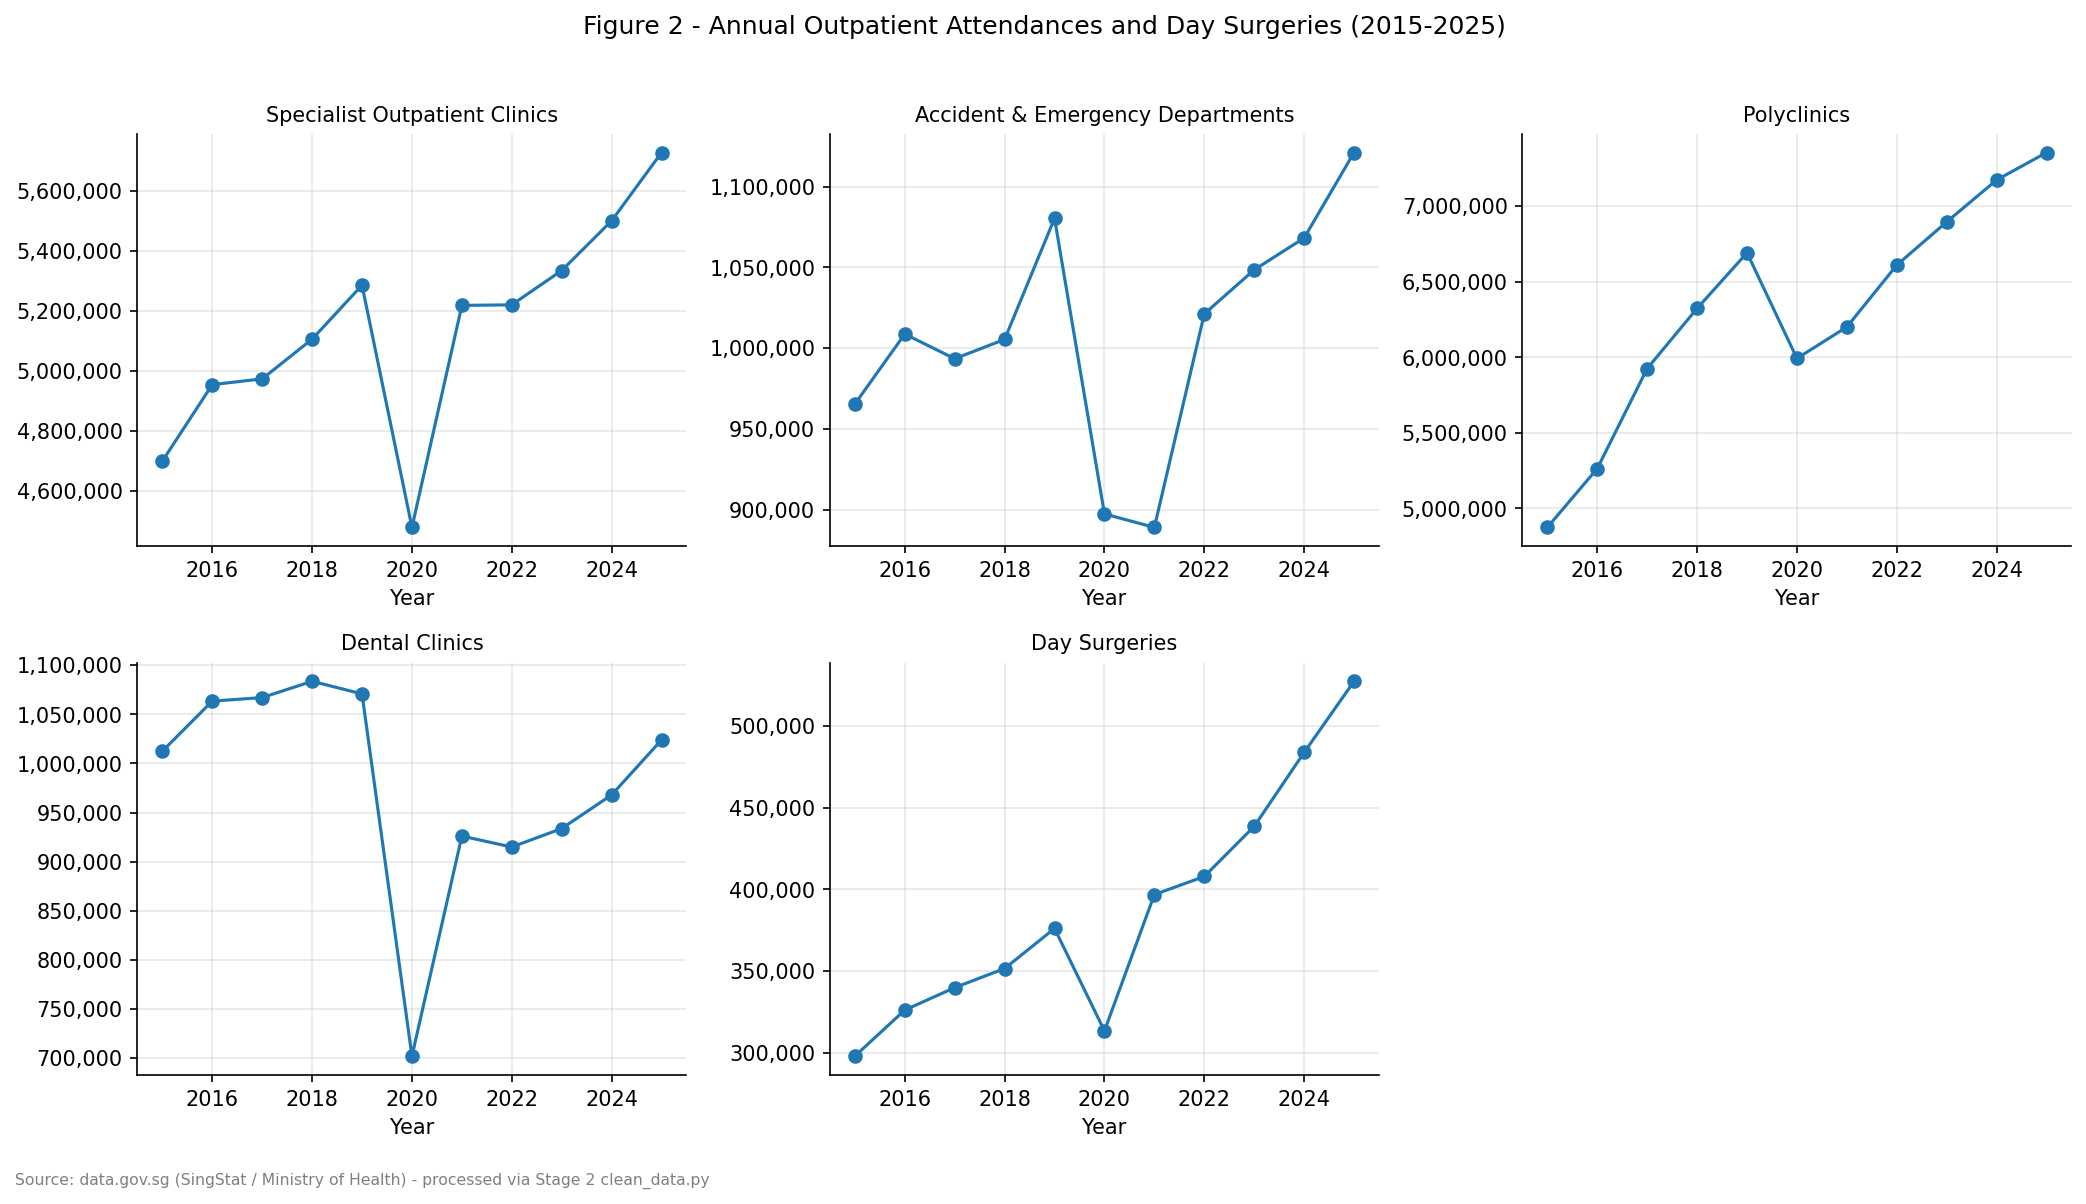 Figure 2 - Annual Outpatient Attendances and Day Surgeries (2015-2025)
Specialist Outpatient Clinics
5,600,000
5,400,000
5,200,000
5,000,000
4,800,000
4,600,000
2016 2018 2020 2022 2024
Year
Accident & Emergency Departments
1,100,000
1,050,000
1,000,000
950,000
900,000
2016 2018 2020 2022 2024
Year
Polyclinics
7,000,000
6,500,000
6,000,000
5,500,000
5,000,000
2016 2018 2020 2022 2024
Year
Dental Clinics
1,100,000
1,050,000
1,000,000
950,000
900,000
850,000
800,000
750,000
700,000
2016 2018 2020 2022 2024
Year
Day Surgeries
500,000
450,000
400,000
350,000
300,000
2016 2018 2020 2022 2024
Year
Source: data.gov.sg (SingStat / Ministry of Health) - processed via Stage 2 clean_data.py